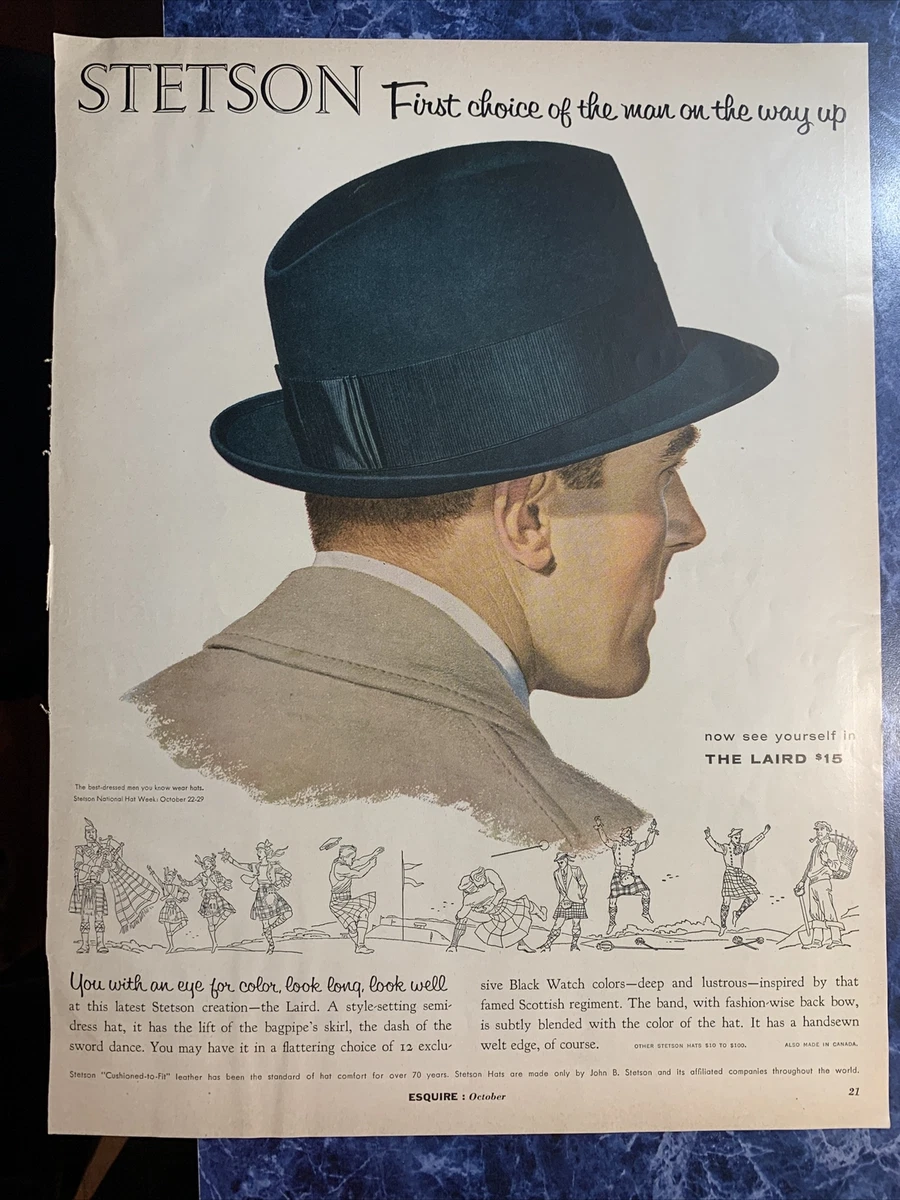 STETSON First choice of the man on the way up
now see yourself in
THE LAIRD $15
The best-dressed men you know wear hats.
Stetson National Hat Week: October 22-29
You with an eye for color, look long, look well
at this latest Stetson creation—the Laird. A style-setting semi-
dress hat, it has the lift of the bagpipe's skirl, the dash of the
sword dance. You may have it in a flattering choice of 12 exclu-
sive Black Watch colors—deep and lustrous—inspired by that
famed Scottish regiment. The band, with fashion-wise back bow,
is subtly blended with the color of the hat. It has a handsewn
welt edge, of course. OTHER STETSON HATS $10 TO $100. ALSO MADE IN CANADA.
Stetson "Cushioned-to-Fit" leather has been the standard of hat comfort for over 70 years. Stetson Hats are made only by John B. Stetson and its affiliated companies throughout the world.
ESQUIRE : October 21